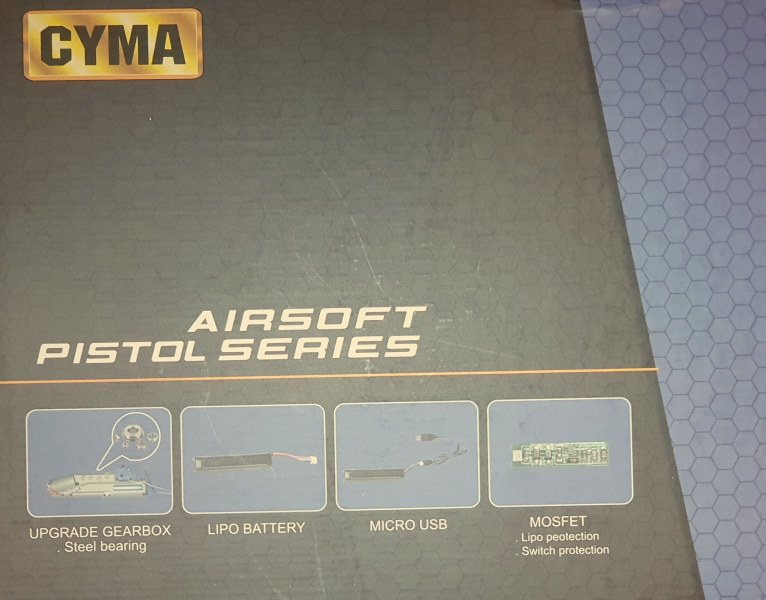 CYMA
AIRSOFT
PISTOL SERIES
UPGRADE GEARBOX
. Steel bearing
LIPO BATTERY
MICRO USB
MOSFET
. Lipo peotection
. Switch protection